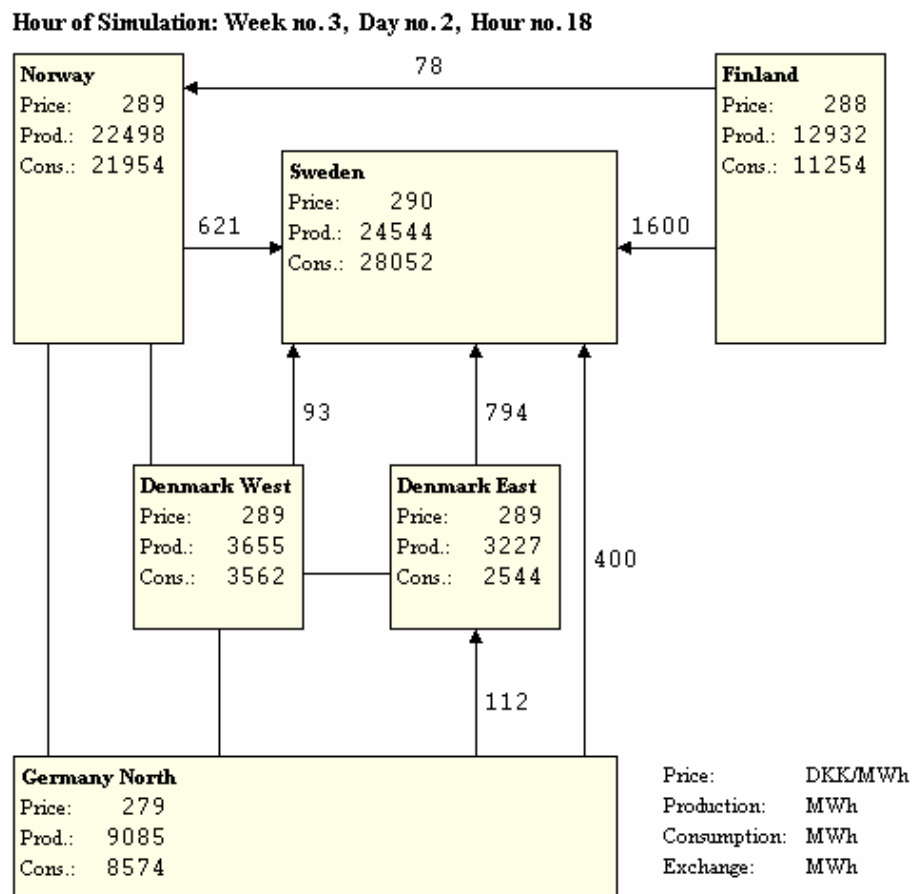 Hour of Simulation: Week no. 3, Day no. 2, Hour no. 18
Norway
Price: 289
Prod.: 22498
Cons.: 21954
78
Finland
Price: 288
Prod.: 12932
Cons.: 11254
Sweden
Price: 290
Prod.: 24544
Cons.: 28052
621
1600
93
794
400
Denmark West
Price: 289
Prod.: 3655
Cons.: 3562
Denmark East
Price: 289
Prod.: 3227
Cons.: 2544
112
Germany North
Price: 279
Prod.: 9085
Cons.: 8574
Price: DKK/MWh
Production: MWh
Consumption: MWh
Exchange: MWh